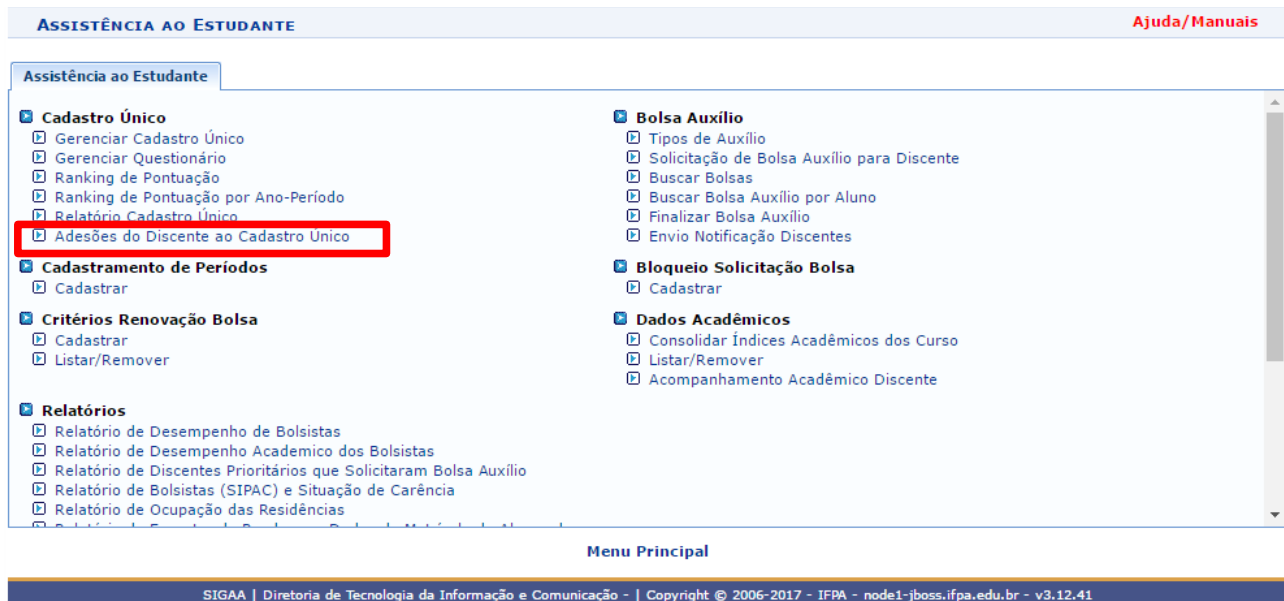 ASSISTÊNCIA AO ESTUDANTE
Ajuda/Manuais
Assistência ao Estudante
Cadastro Único
Gerenciar Cadastro Único
Gerenciar Questionário
Ranking de Pontuação
Ranking de Pontuação por Ano-Período
Relatório Cadastro Único
Adesões do Discente ao Cadastro Único
Cadastramento de Períodos
Cadastrar
Critérios Renovação Bolsa
Cadastrar
Listar/Remover
Relatórios
Relatório de Desempenho de Bolsistas
Relatório de Desempenho Academico dos Bolsistas
Relatório de Discentes Prioritários que Solicitaram Bolsa Auxílio
Relatório de Bolsistas (SIPAC) e Situação de Carência
Relatório de Ocupação das Residências
Bolsa Auxílio
Tipos de Auxílio
Solicitação de Bolsa Auxílio para Discente
Buscar Bolsas
Buscar Bolsa Auxílio por Aluno
Finalizar Bolsa Auxílio
Envio Notificação Discentes
Bloqueio Solicitação Bolsa
Cadastrar
Dados Acadêmicos
Consolidar Índices Acadêmicos dos Curso
Listar/Remover
Acompanhamento Acadêmico Discente
Menu Principal
SIGAA | Diretoria de Tecnologia da Informação e Comunicação - | Copyright © 2006-2017 - IFPA - node1-jboss.ifpa.edu.br - v3.12.41